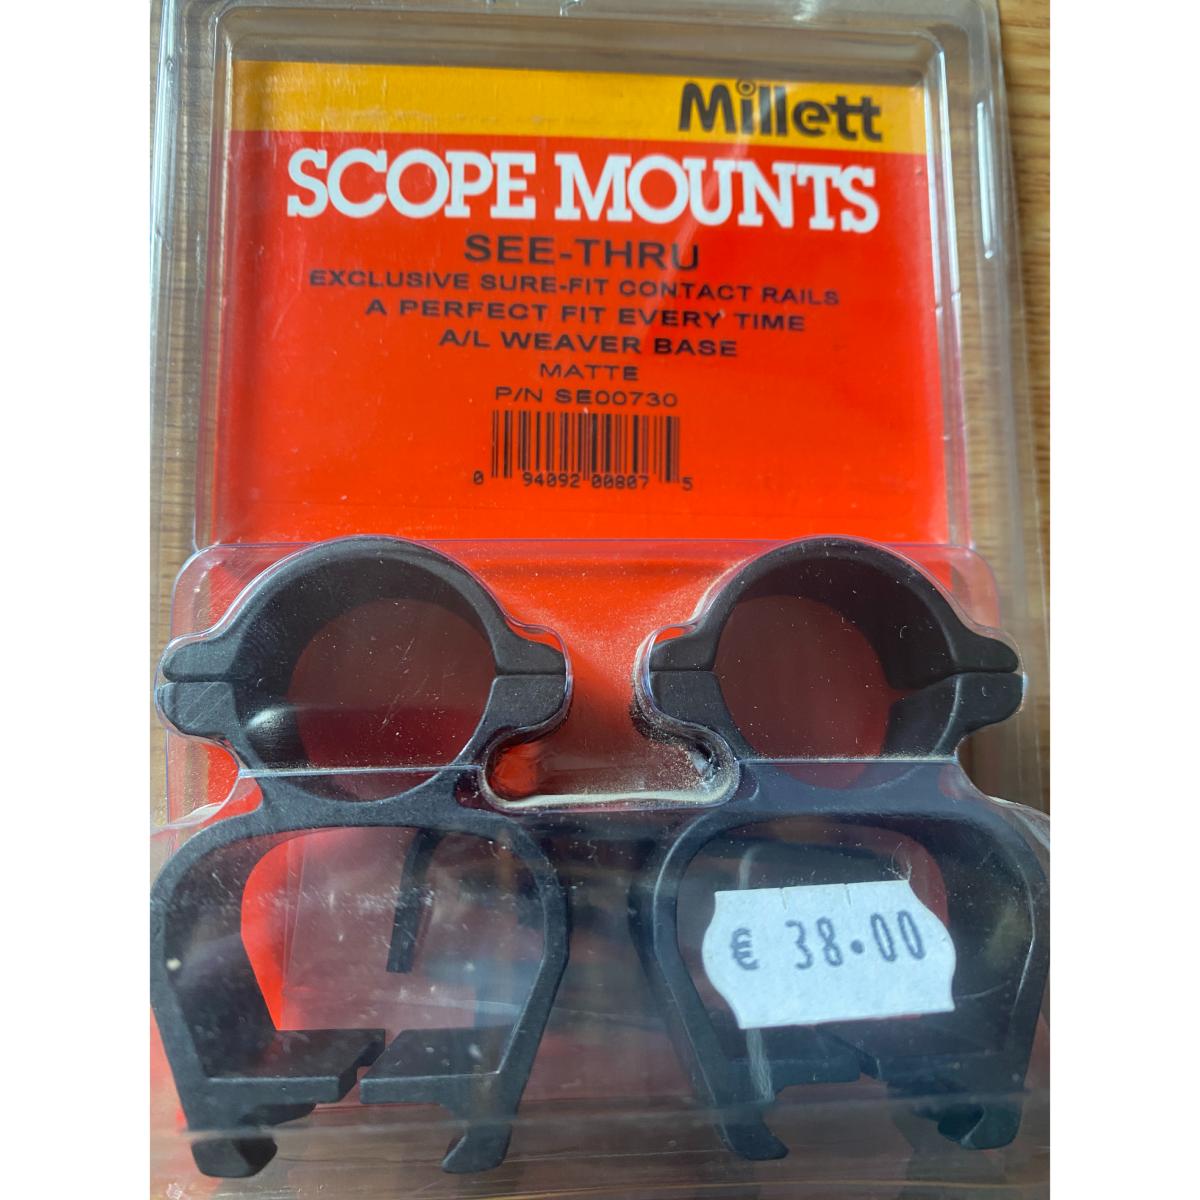 Millett
SCOPE MOUNTS
SEE-THRU
EXCLUSIVE SURE-FIT CONTACT RAILS
A PERFECT FIT EVERY TIME
A/L WEAVER BASE
MATTE
P/N SE00730
0 94092 00807 5
€ 38.00